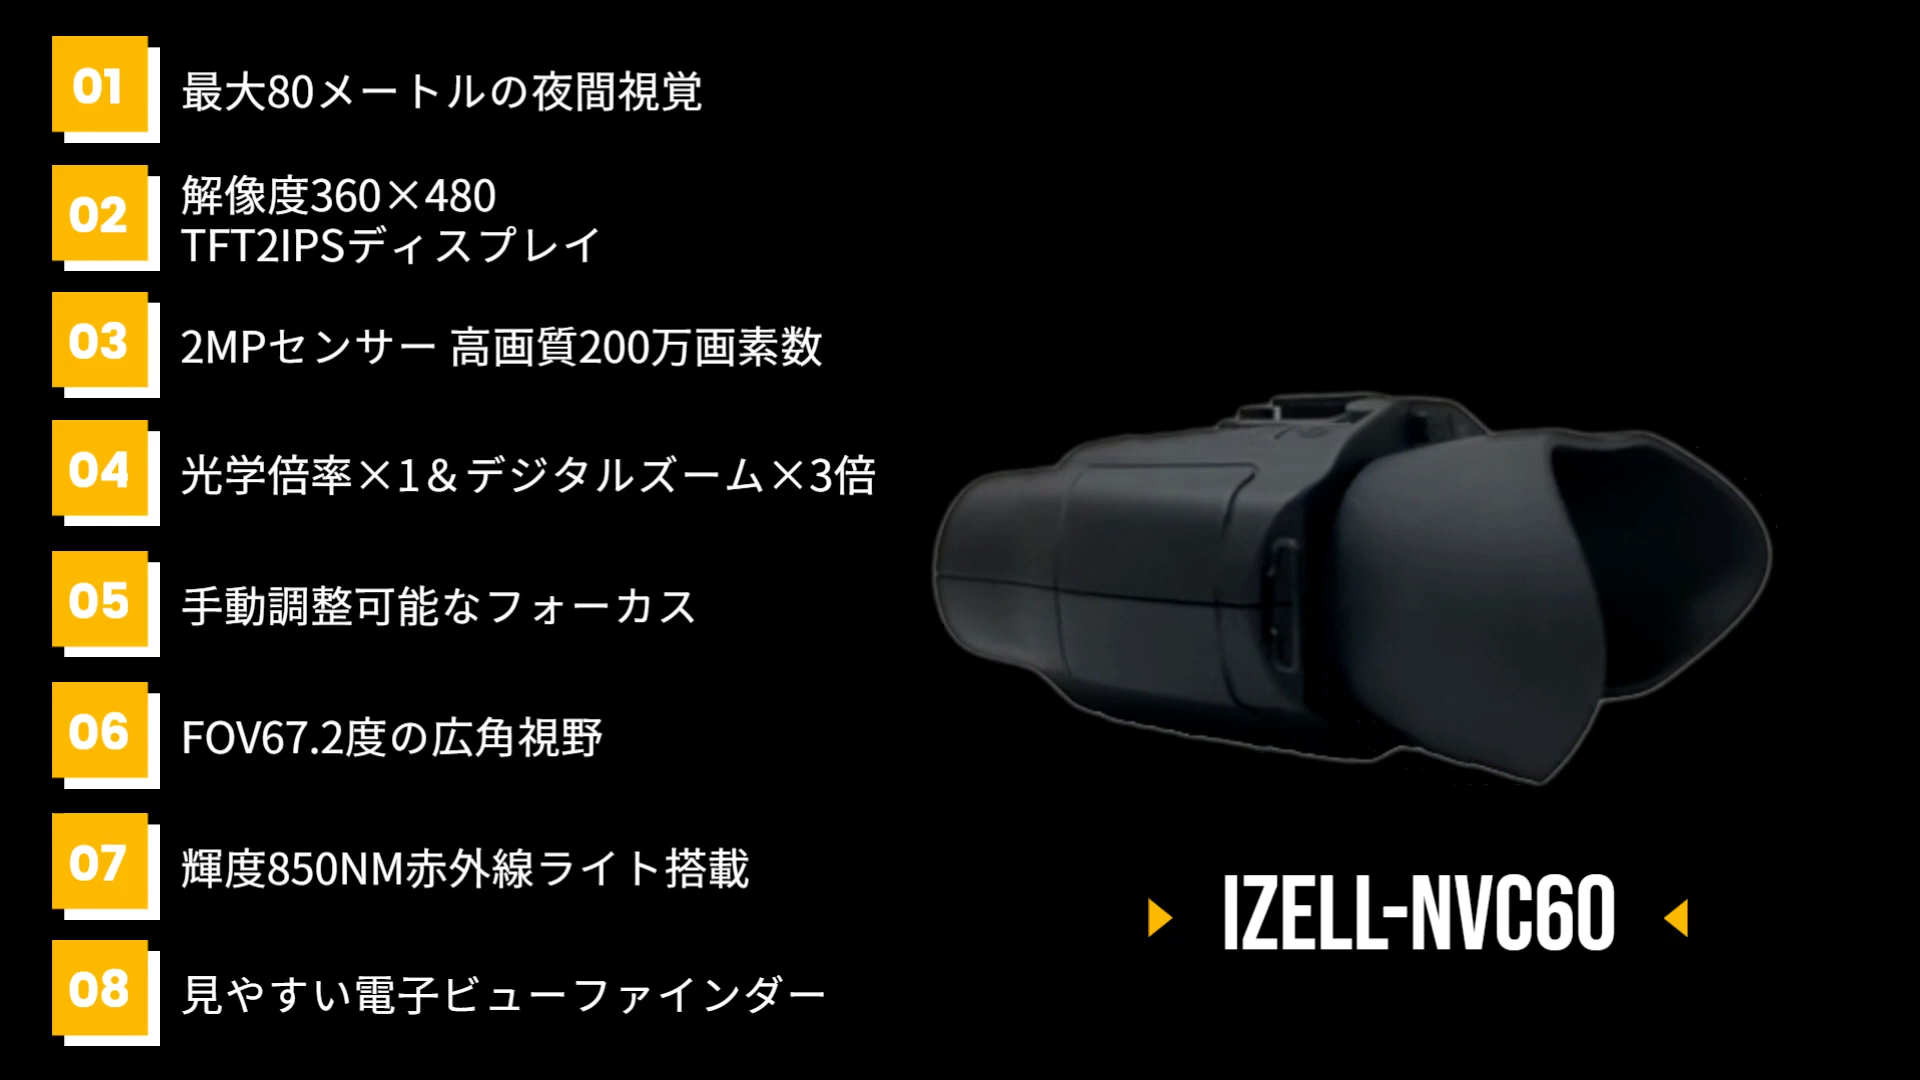 01
最大80メートルの夜間視覚
02
解像度360×480
TFT2IPSディスプレイ
03
2MPセンサー 高画質200万画素数
04
光学倍率×1＆デジタルズーム×3倍
05
手動調整可能なフォーカス
06
FOV67.2度の広角視野
07
輝度850NM赤外線ライト搭載
08
見やすい電子ビューファインダー
IZELL-NVC60